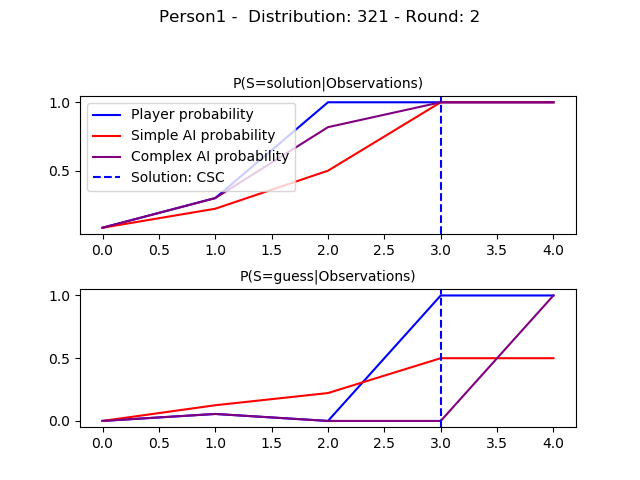 Person1 -  Distribution: 321 - Round: 2
P(S=solution|Observations)
1.0
0.5
Player probability
Simple AI probability
Complex AI probability
Solution: CSC
0.0 0.5 1.0 1.5 2.0 2.5 3.0 3.5 4.0
P(S=guess|Observations)
1.0
0.5
0.0
0.0 0.5 1.0 1.5 2.0 2.5 3.0 3.5 4.0